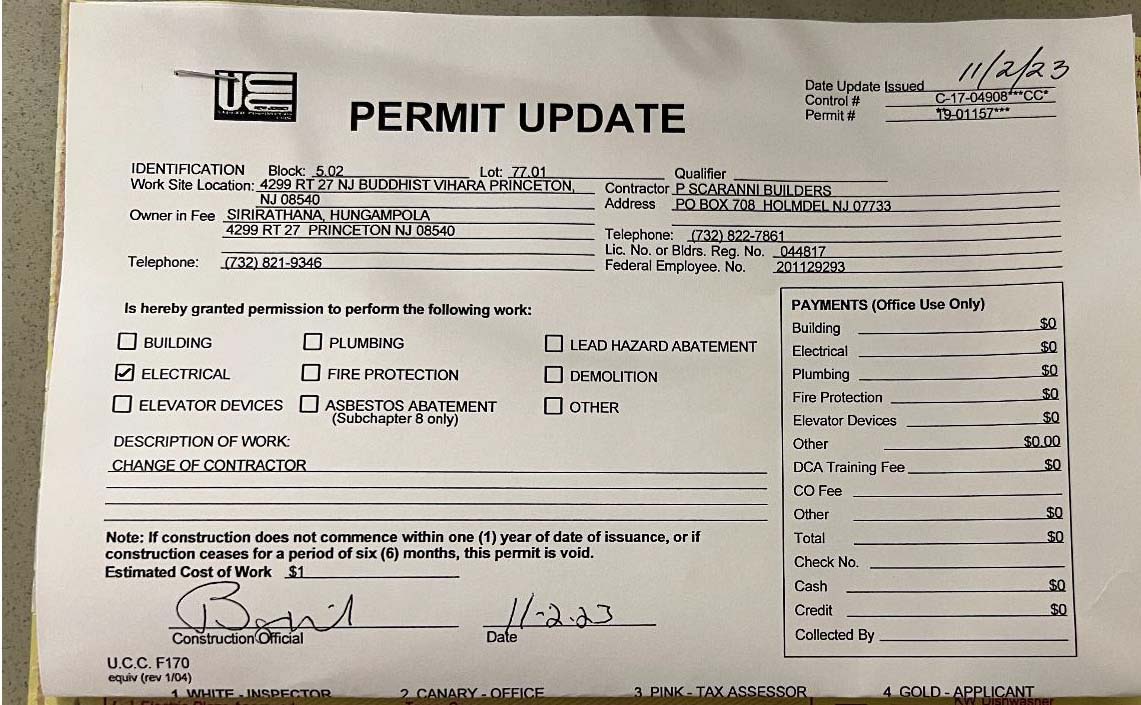 UCC
NEW JERSEY
PERMIT UPDATE
Date Update Issued 11/2/23
Control # C-17-04908***CC*
Permit # *19-01157***
IDENTIFICATION Block: 5.02 Lot: 77.01 Qualifier
Work Site Location: 4299 RT 27 NJ BUDDHIST VIHARA PRINCETON,
NJ 08540
Contractor P SCARANNI BUILDERS
Address PO BOX 708 HOLMDEL NJ 07733
Owner in Fee SIRIRATHANA, HUNGAMPOLA
4299 RT 27 PRINCETON NJ 08540
Telephone: (732) 822-7861
Lic. No. or Bldrs. Reg. No. 044817
Telephone: (732) 821-9346
Federal Employee. No. 201129293
Is hereby granted permission to perform the following work:
BUILDING PLUMBING LEAD HAZARD ABATEMENT
☑ ELECTRICAL FIRE PROTECTION DEMOLITION
ELEVATOR DEVICES ASBESTOS ABATEMENT OTHER
(Subchapter 8 only)
DESCRIPTION OF WORK:
CHANGE OF CONTRACTOR
Note: If construction does not commence within one (1) year of date of issuance, or if
construction ceases for a period of six (6) months, this permit is void.
Estimated Cost of Work $1
11-2-23
Construction Official Date
PAYMENTS (Office Use Only)
Building $0
Electrical $0
Plumbing $0
Fire Protection $0
Elevator Devices $0
Other $0.00
DCA Training Fee $0
CO Fee
Other $0
Total $0
Check No.
Cash $0
Credit $0
Collected By
U.C.C. F170
equiv (rev 1/04)
1 WHITE - INSPECTOR 2 CANARY - OFFICE 3 PINK - TAX ASSESSOR 4 GOLD - APPLICANT
KW Dishwasher